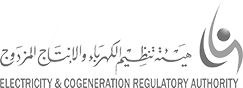 هيئة تنظيم الكهرباء والإنتاج المزدوج
ELECTRICITY & COGENERATION REGULATORY AUTHORITY